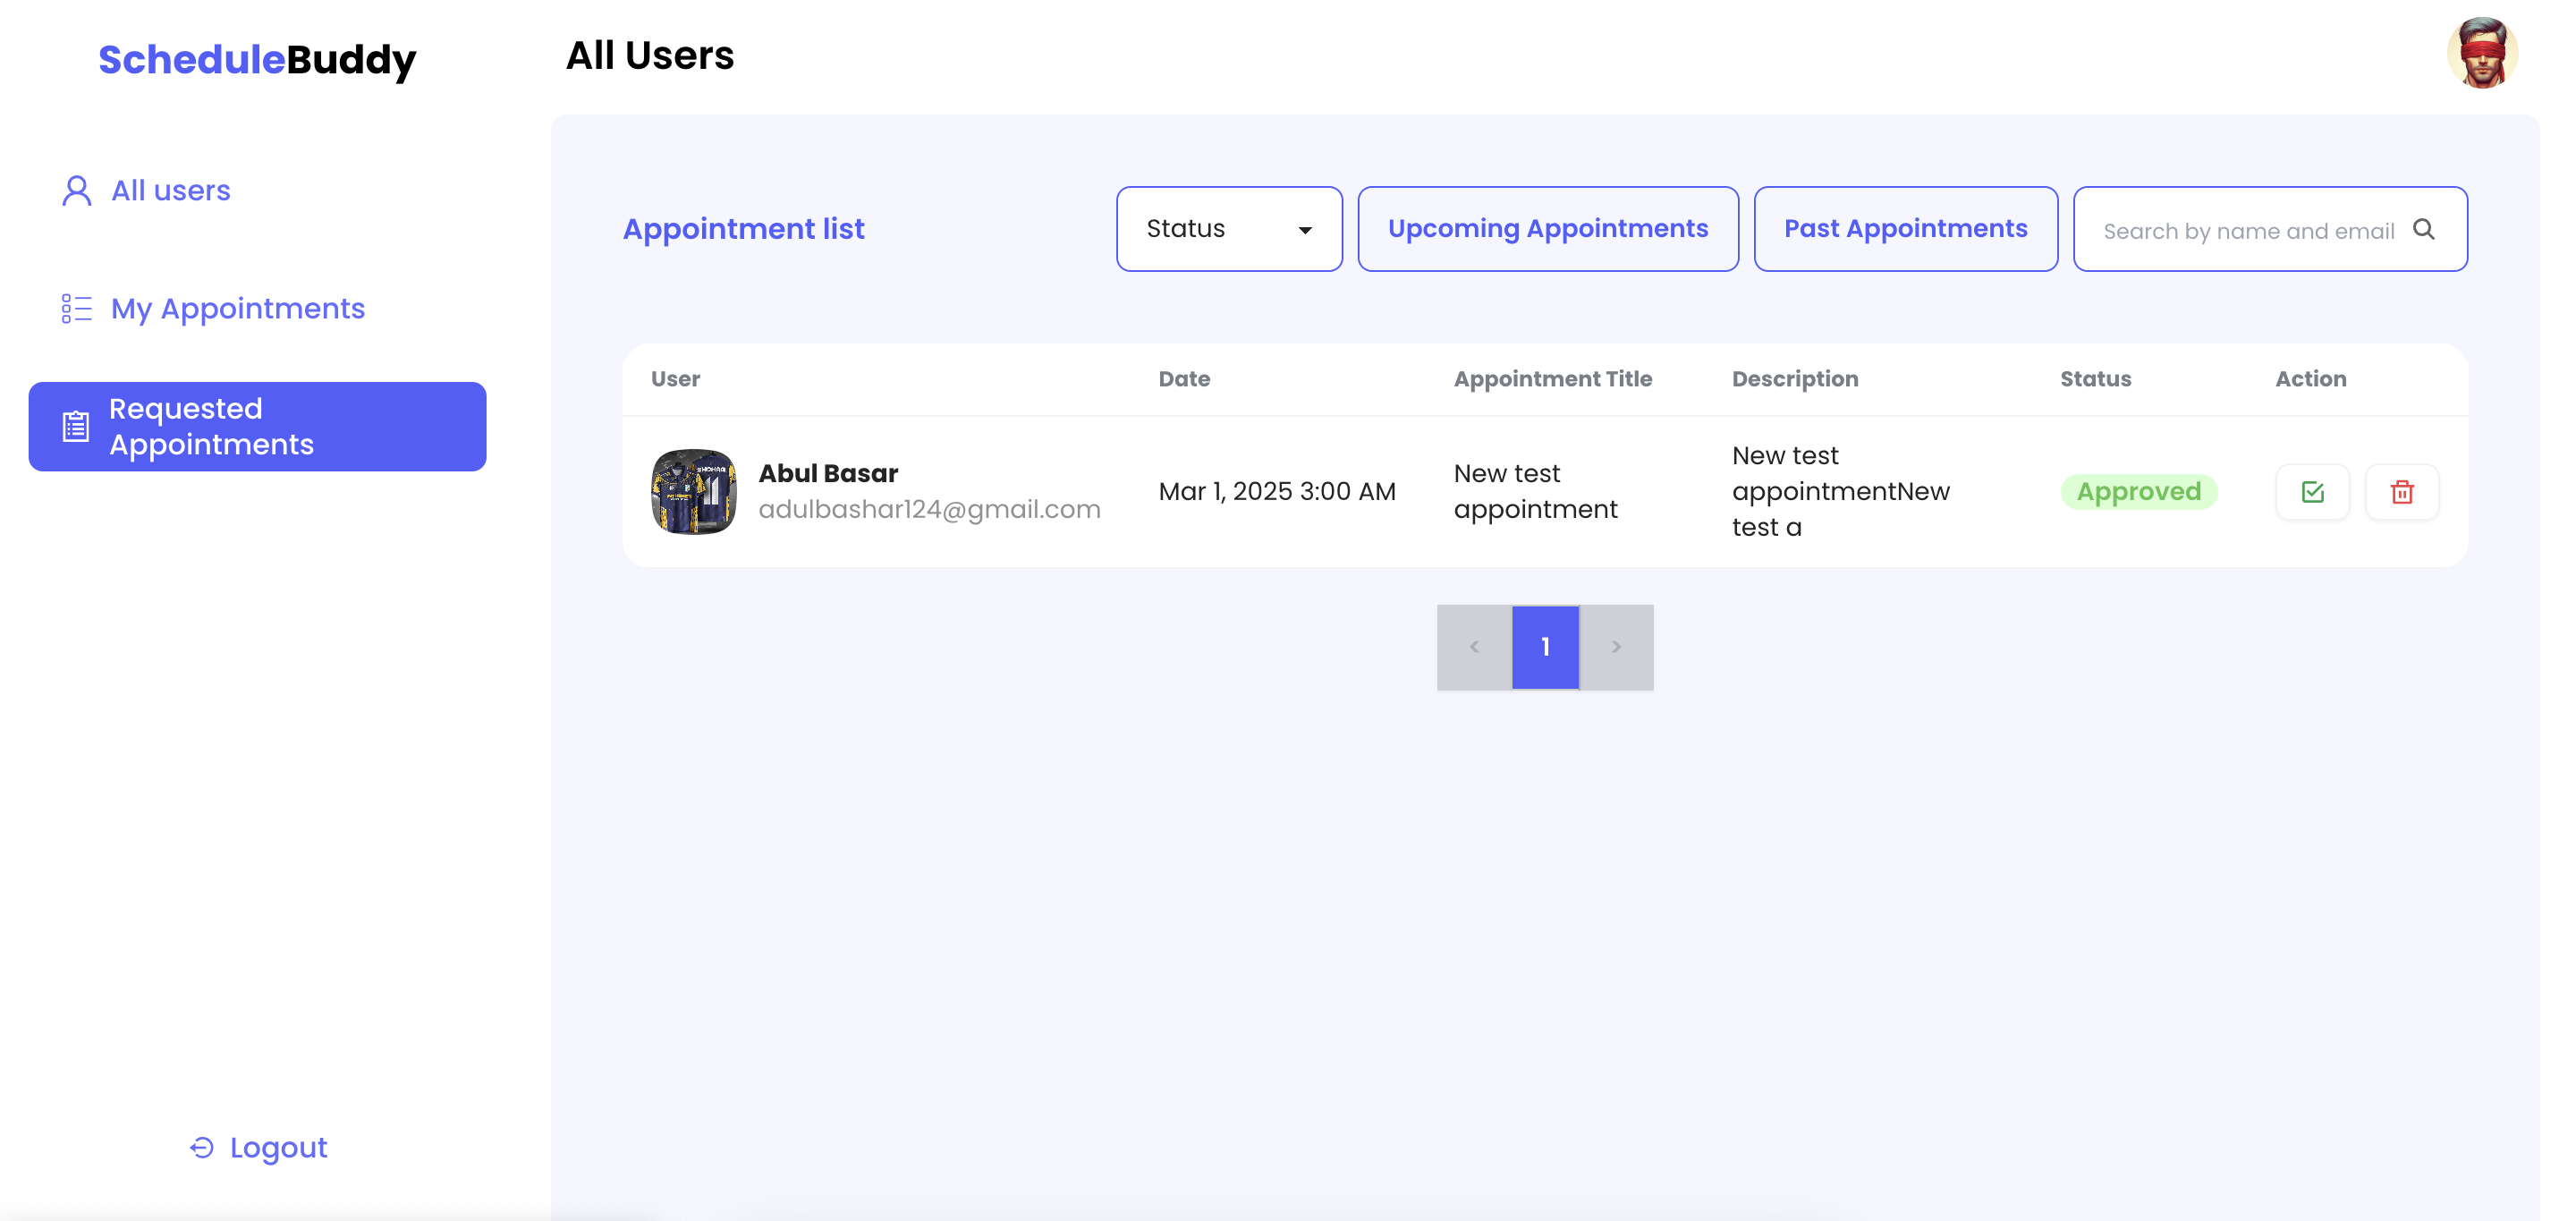 ScheduleBuddy
All Users
All users
My Appointments
Requested
Appointments
Logout
Appointment list
Status
Upcoming Appointments
Past Appointments
Search by name and email
User Date Appointment Title Description Status Action
Abul Basar
adulbashar124@gmail.com
Mar 1, 2025 3:00 AM
New test
appointment
New test
appointmentNew
test a
Approved
< 1 >